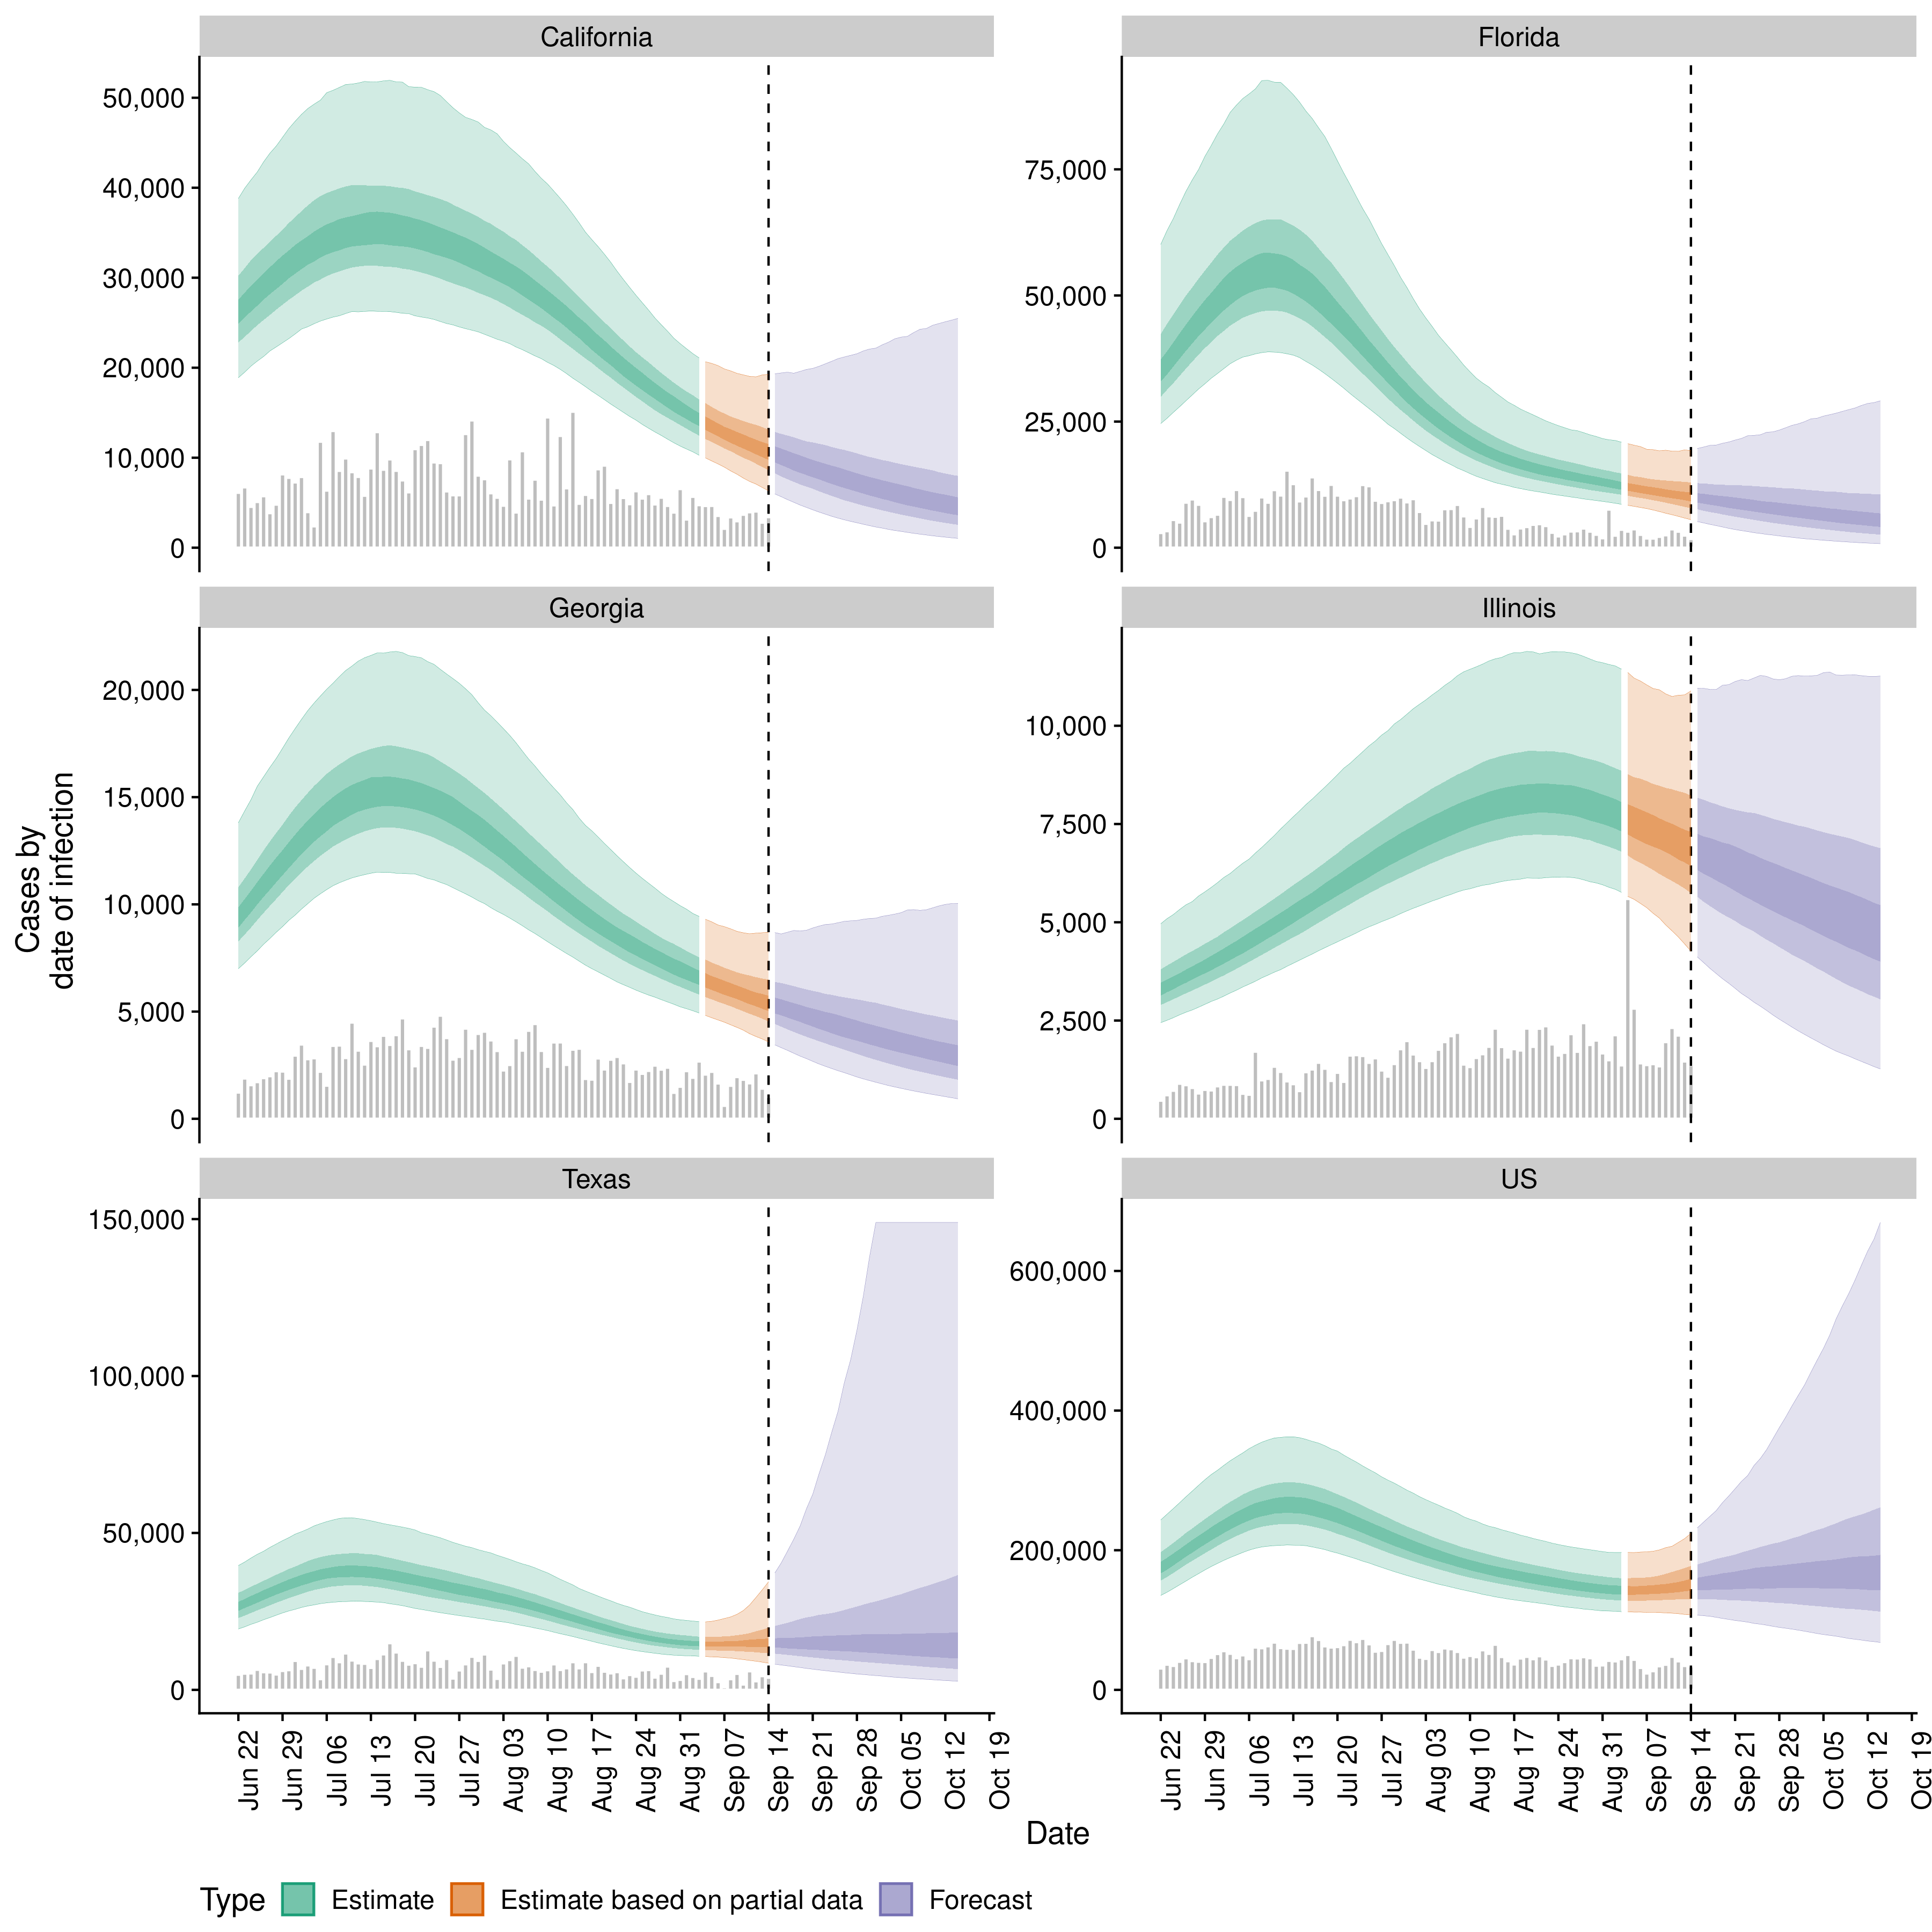 California
Florida
50,000
40,000
30,000
20,000
10,000
0
75,000
50,000
25,000
0
Georgia
Illinois
20,000
15,000
10,000
5,000
0
10,000
7,500
5,000
2,500
0
Cases by
date of infection
Texas
US
150,000
100,000
50,000
0
600,000
400,000
200,000
0
Jun 22
Jun 29
Jul 06
Jul 13
Jul 20
Jul 27
Aug 03
Aug 10
Aug 17
Aug 24
Aug 31
Sep 07
Sep 14
Sep 21
Sep 28
Oct 05
Oct 12
Oct 19
Jun 22
Jun 29
Jul 06
Jul 13
Jul 20
Jul 27
Aug 03
Aug 10
Aug 17
Aug 24
Aug 31
Sep 07
Sep 14
Sep 21
Sep 28
Oct 05
Oct 12
Oct 19
Date
Type Estimate Estimate based on partial data Forecast